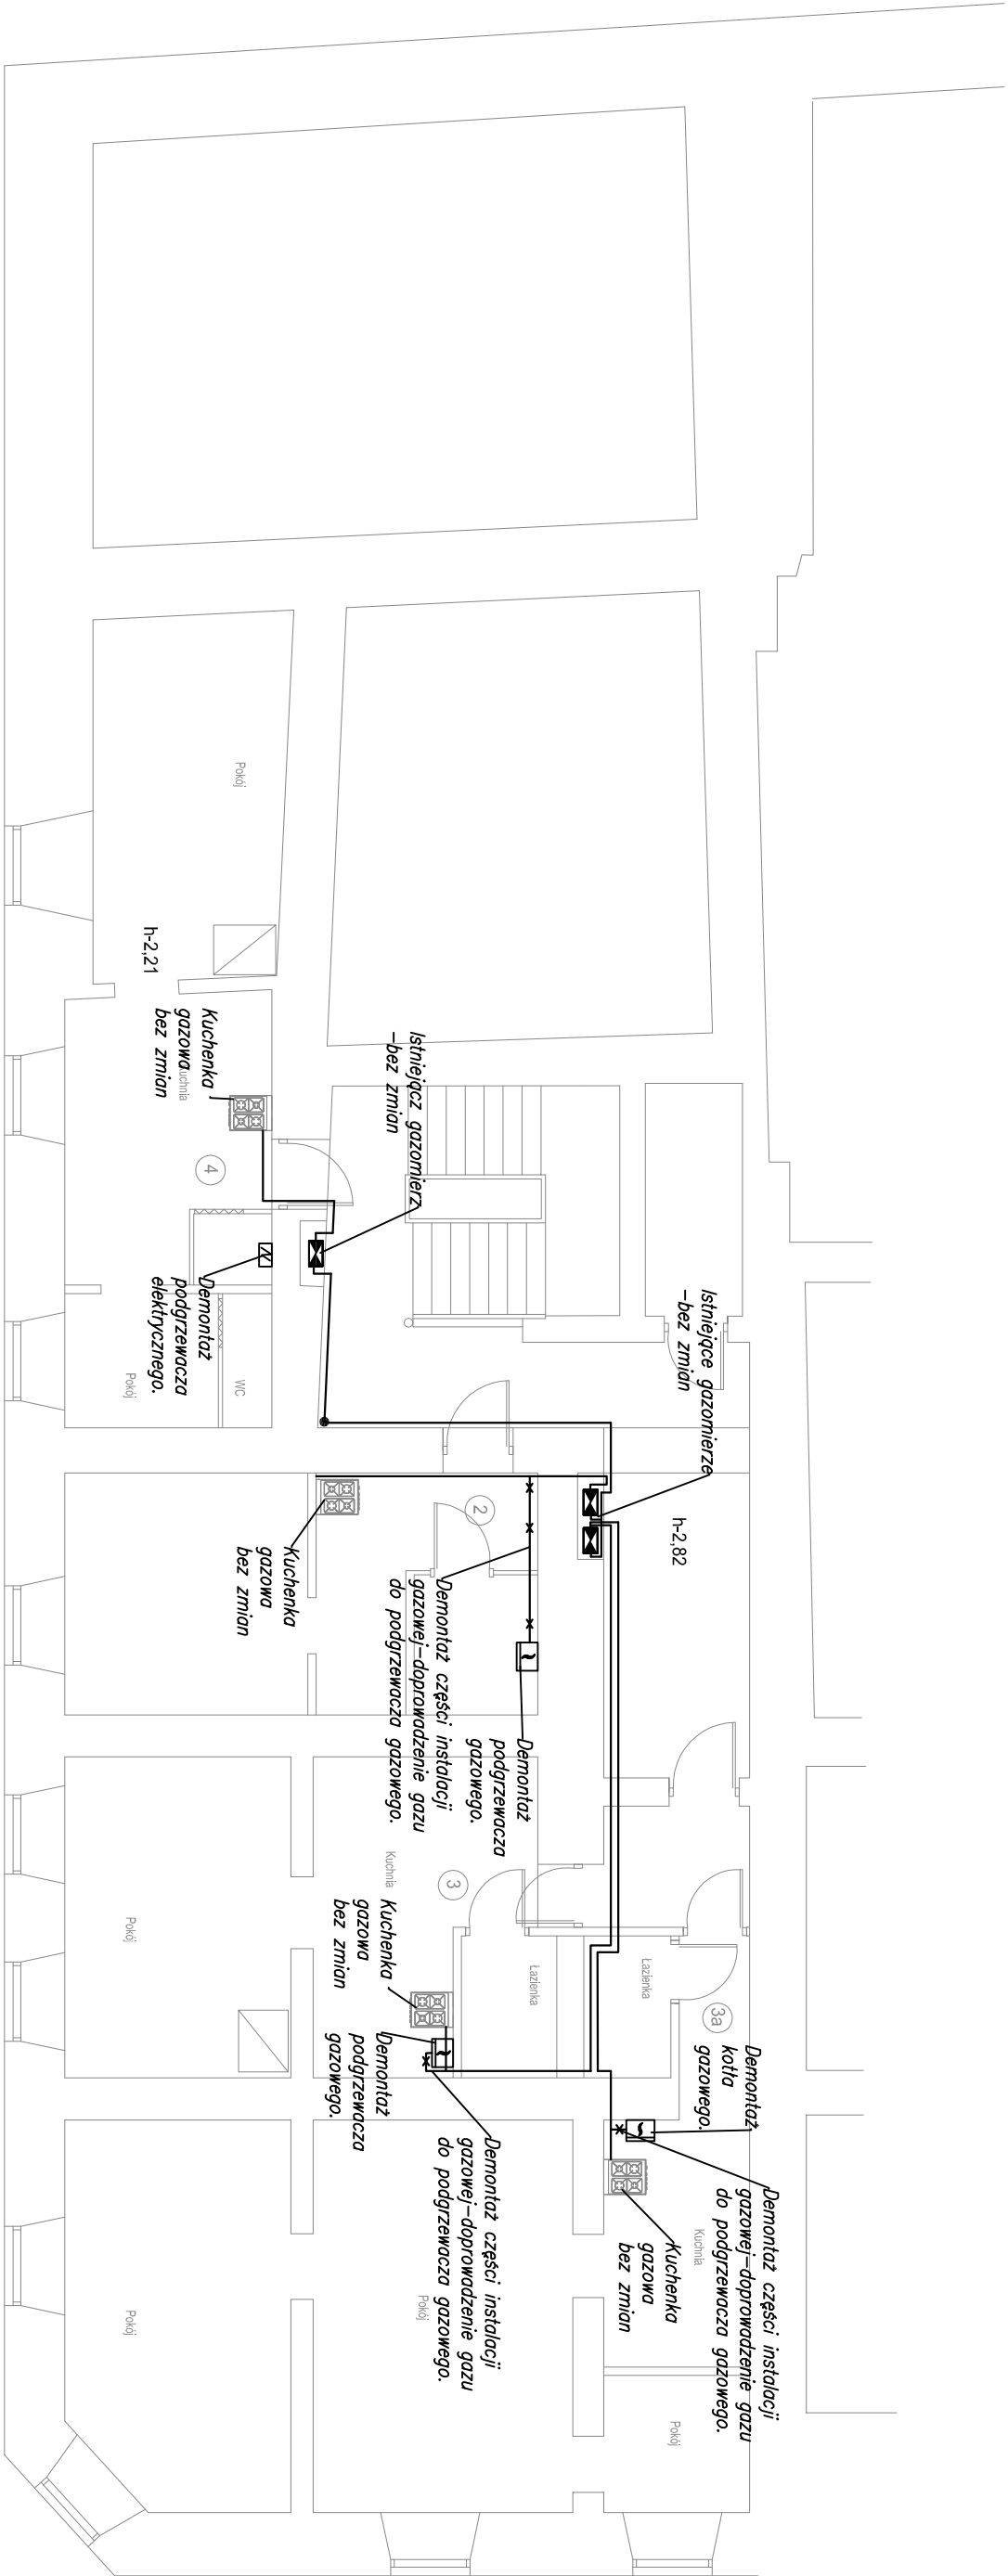 Pokój
h-2,21
Kuchenka
gazowa
bez zmian
Kuchnia
4
Istniejącz gazomierz
-bez zmian
Demontaż
podgrzewacza
elektrycznego.
WC
Pokój
Istniejące gazomierze
-bez zmian
h-2,82
2
Kuchenka
gazowa
bez zmian
Demontaż części instalacji
gazowej-doprowadzenie gazu
do podgrzewacza gazowego.
Demontaż
podgrzewacza
gazowego.
Kuchnia
3
Kuchenka
gazowa
bez zmian
Pokój
Łazienka
Łazienka
3a
Demontaż
kotła
gazowego.
Demontaż
podgrzewacza
gazowego.
Demontaż części instalacji
gazowej-doprowadzenie gazu
do podgrzewacza gazowego.
Demontaż części instalacji
gazowej-doprowadzenie gazu
do podgrzewacza gazowego.
Kuchnia
Kuchenka
gazowa
bez zmian
Pokój
Pokój
Pokój